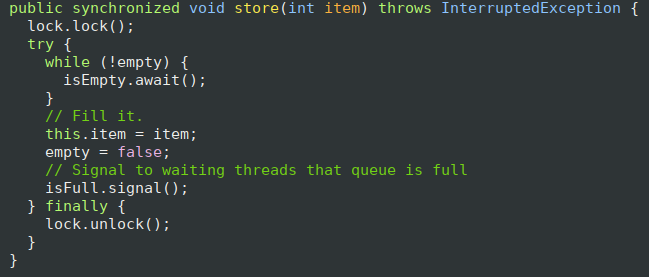 public synchronized void store(int item) throws InterruptedException {
  lock.lock();
  try {
    while (!empty) {
      isEmpty.await();
    }
    // Fill it.
    this.item = item;
    empty = false;
    // Signal to waiting threads that queue is full
    isFull.signal();
  } finally {
    lock.unlock();
  }
}